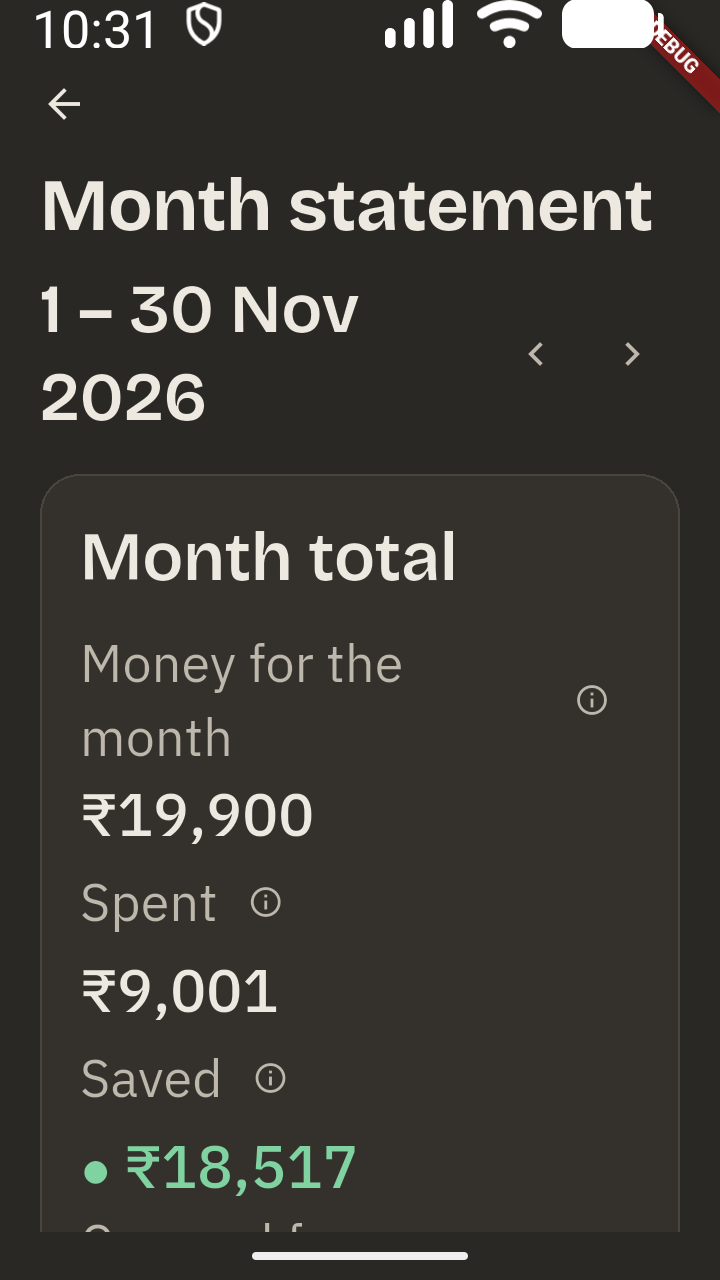 10:31
DEBUG
Month statement
1 – 30 Nov
2026
Month total
Money for the
month
₹19,900
Spent
₹9,001
Saved
₹18,517